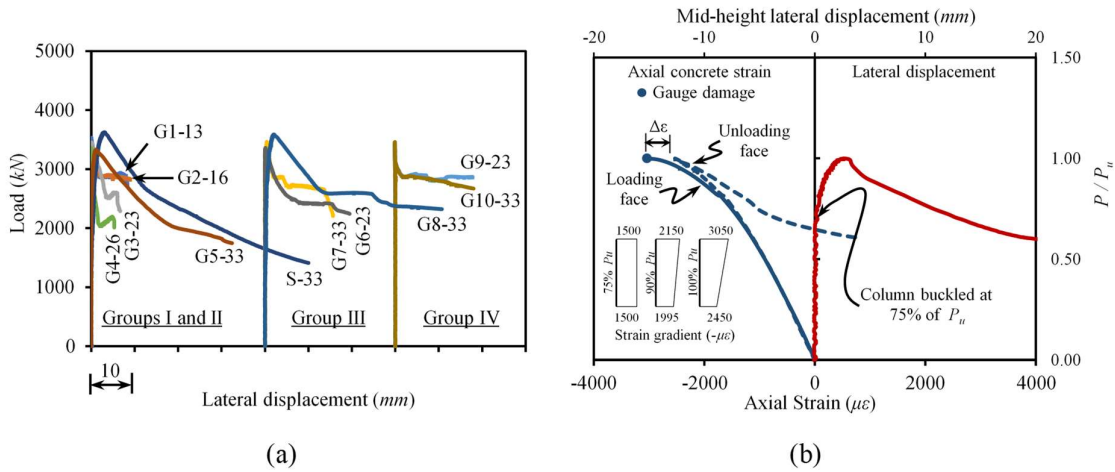 (a)
Load (kN)
5000
4000
3000
2000
1000
0
G1-13
G2-16
G3-23
G4-26
G5-33
S-33
G7-33
G6-23
G8-33
G9-23
G10-33
Groups I and II
Group III
Group IV
10
Lateral displacement (mm)
(b)
Mid-height lateral displacement (mm)
-20 -10 0 10 20
Axial concrete strain
Gauge damage
Lateral displacement
Δε
Unloading
face
Loading
face
1500 2150 3050
75% Pu
90% Pu
100% Pu
1500 1995 2450
Strain gradient (-με)
Column buckled at
75% of Pu
1.50
1.00
0.50
0.00
P / Pu
-4000 -2000 0 2000 4000
Axial Strain (με)